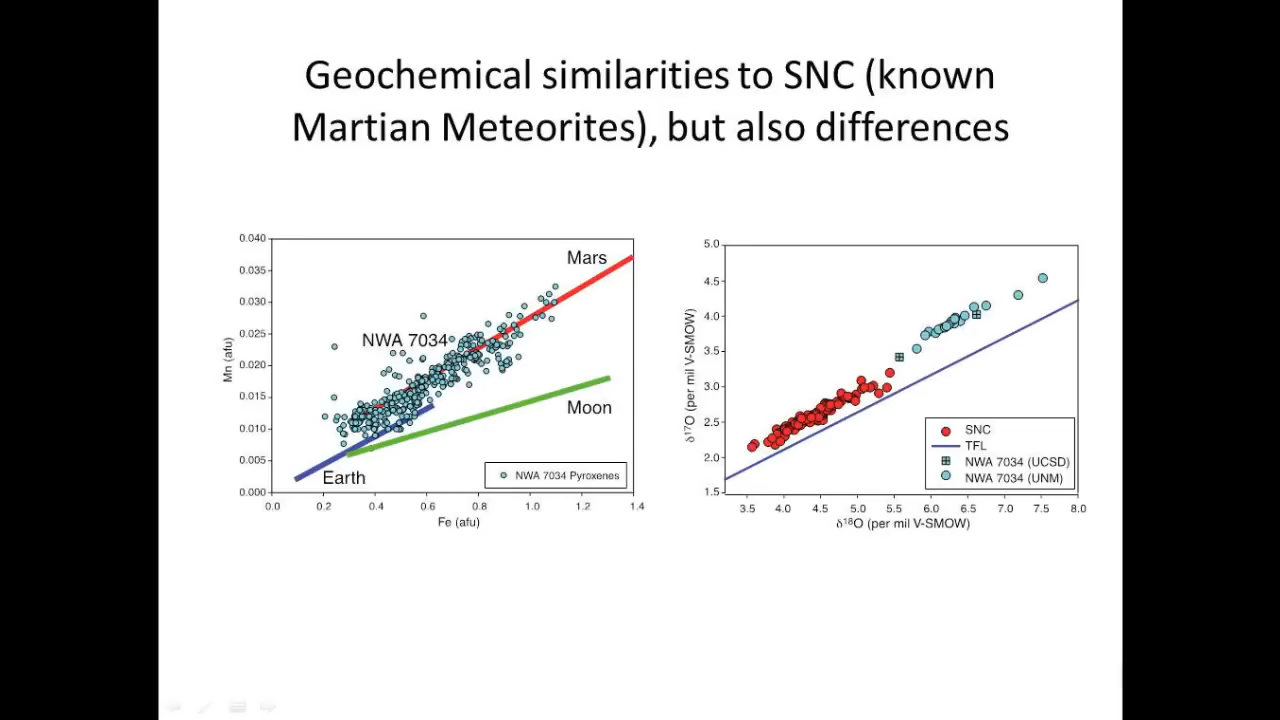 Geochemical similarities to SNC (known
Martian Meteorites), but also differences
0.040
0.035
0.030
0.025
0.020
0.015
0.010
0.005
0.000
Mn (afu)
Mars
NWA 7034
Moon
Earth
NWA 7034 Pyroxenes
0.0 0.2 0.4 0.6 0.8 1.0 1.2 1.4
Fe (afu)
5.0
4.5
4.0
3.5
3.0
2.5
2.0
1.5
δ¹⁷O (per mil V-SMOW)
SNC
TFL
NWA 7034 (UCSD)
NWA 7034 (UNM)
3.5 4.0 4.5 5.0 5.5 6.0 6.5 7.0 7.5 8.0
δ¹⁸O (per mil V-SMOW)